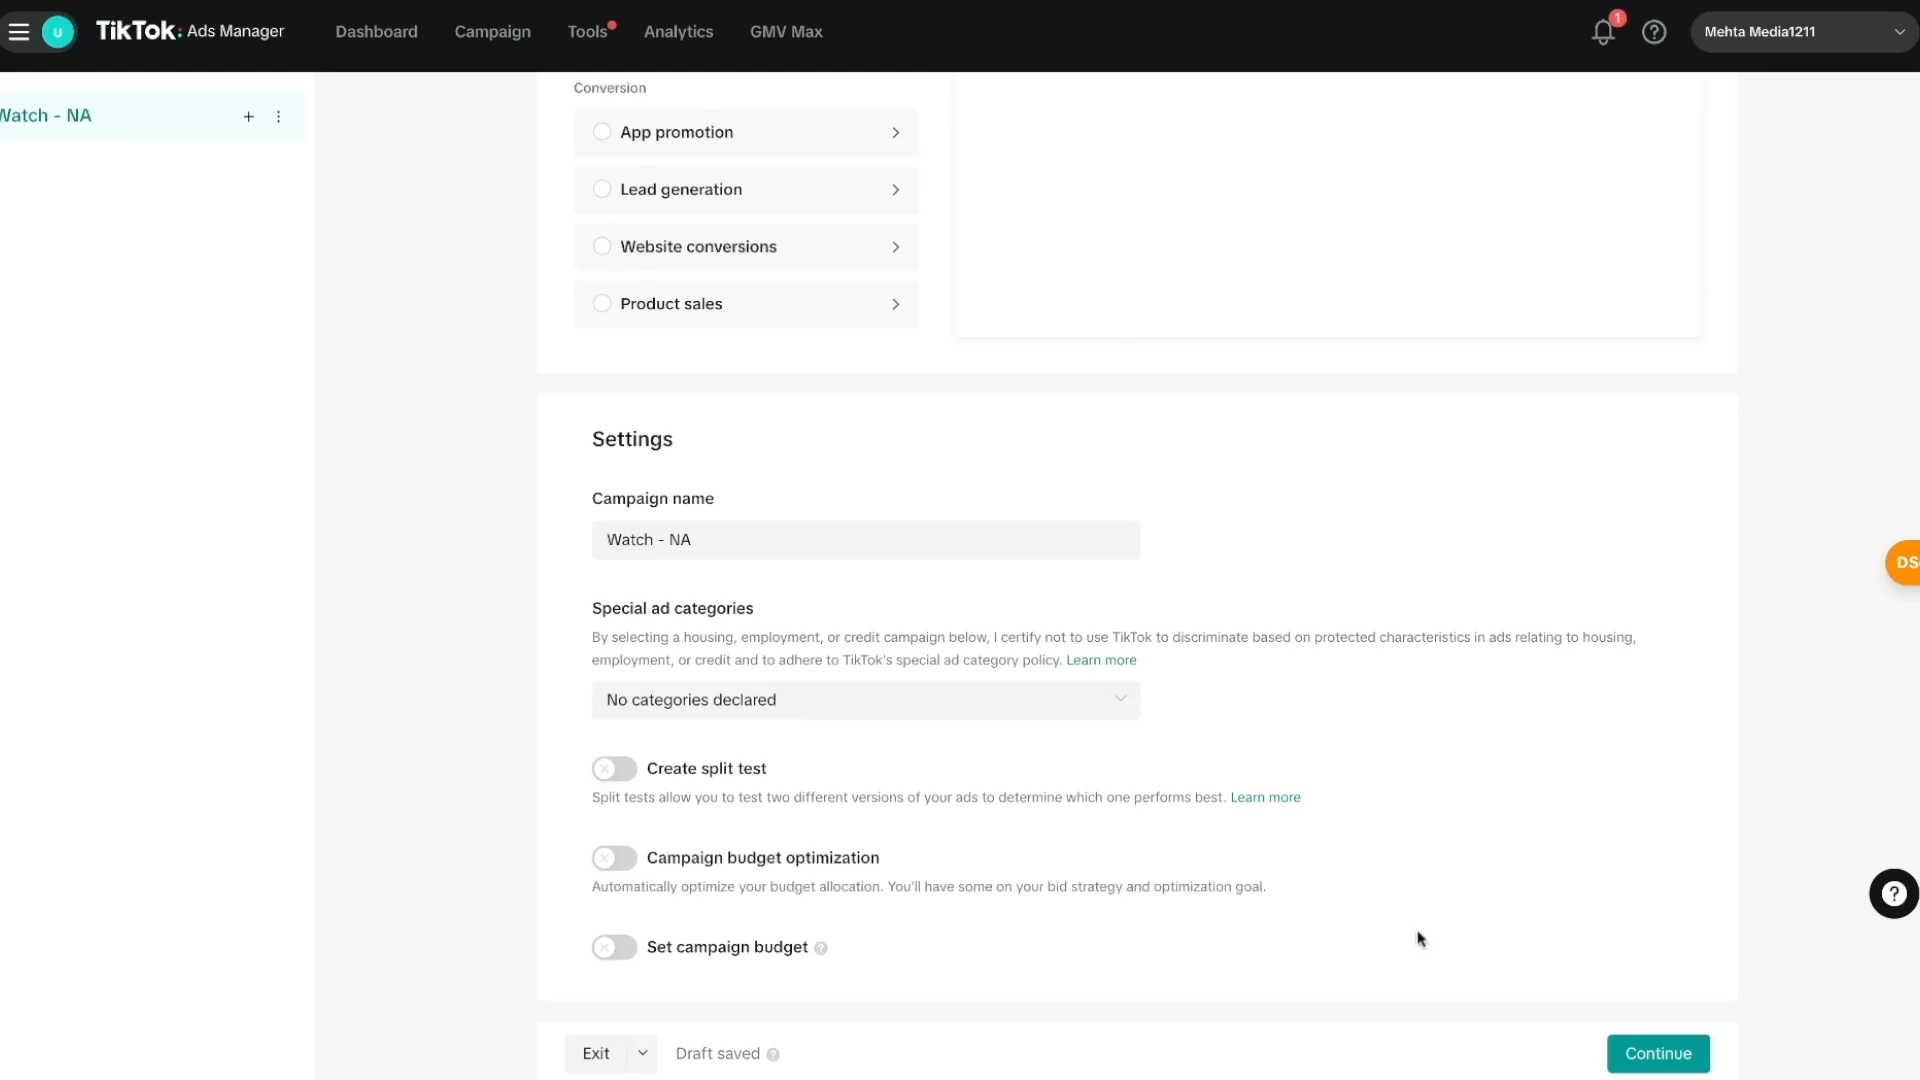 U
TikTok: Ads Manager
Dashboard
Campaign
Tools
Analytics
GMV Max
1
Mehta Media1211
Watch - NA
Conversion
App promotion
Lead generation
Website conversions
Product sales
Settings
Campaign name
Watch - NA
Special ad categories
By selecting a housing, employment, or credit campaign below, I certify not to use TikTok to discriminate based on protected characteristics in ads relating to housing,
employment, or credit and to adhere to TikTok's special ad category policy. Learn more
No categories declared
Create split test
Split tests allow you to test two different versions of your ads to determine which one performs best. Learn more
Campaign budget optimization
Automatically optimize your budget allocation. You'll have some on your bid strategy and optimization goal.
Set campaign budget
DS
Exit
Draft saved
Continue